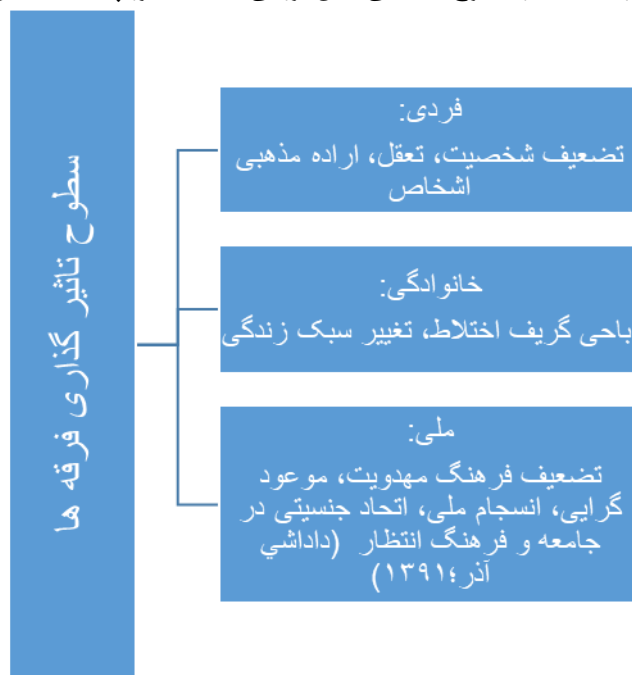 سطوح تاثیر گذاری فرقه ها
فردی:
تضعیف شخصیت، تعقل، اراده مذهبی
اشخاص
خانوادگی:
باحی گریف اختلاط، تغییر سبک زندگی
ملی:
تضعیف فرهنگ مهدویت، موعود
گرایی، انسجام ملی، اتحاد جنسیتی در
جامعه و فرهنگ انتظار (داداشي
آذر؛۱۳۹۱)